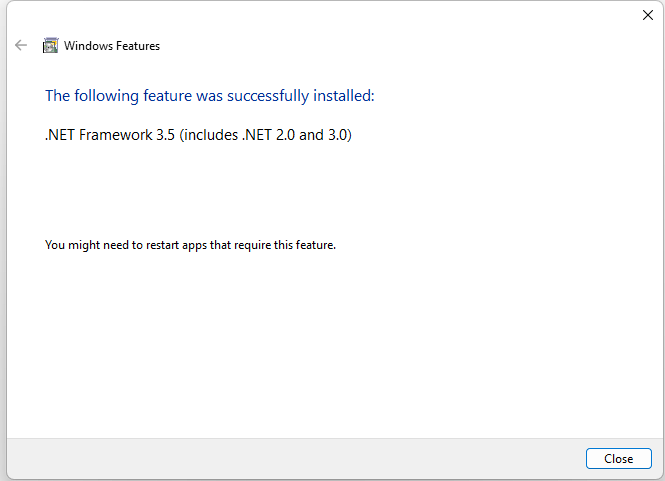 Windows Features
The following feature was successfully installed:
.NET Framework 3.5 (includes .NET 2.0 and 3.0)
You might need to restart apps that require this feature.
Close